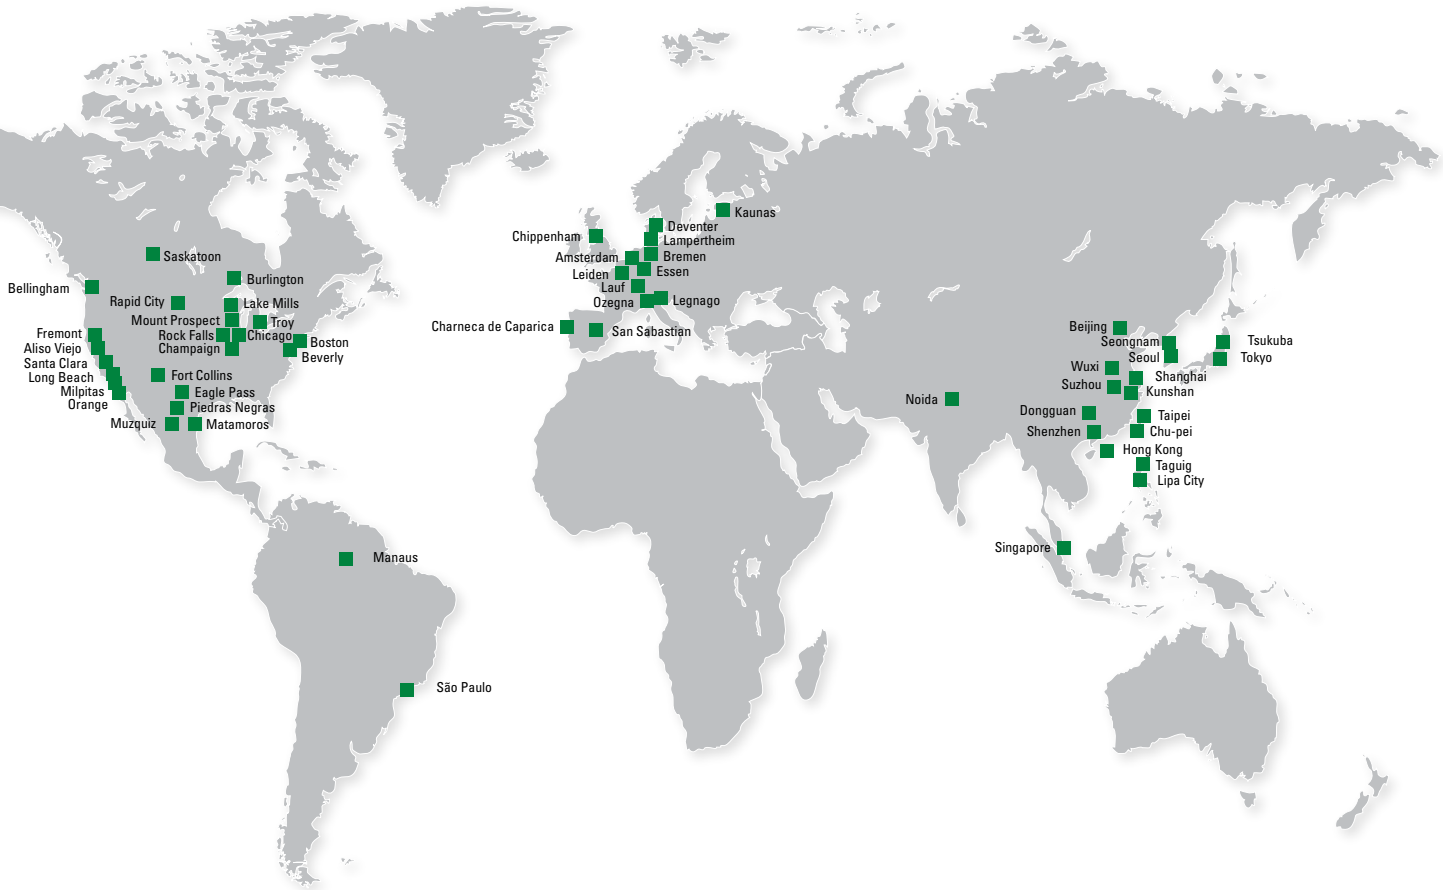 Saskatoon
Burlington
Bellingham
Rapid City
Lake Mills
Mount Prospect
Troy
Fremont
Rock Falls
Chicago
Boston
Aliso Viejo
Champaign
Beverly
Santa Clara
Long Beach
Fort Collins
Milpitas
Eagle Pass
Orange
Piedras Negras
Muzquiz
Matamoros
Manaus
São Paulo
Kaunas
Deventer
Chippenham
Lampertheim
Amsterdam
Bremen
Leiden
Essen
Lauf
Ozegna
Legnago
Charneca de Caparica
San Sabastian
Noida
Beijing
Seongnam
Tsukuba
Seoul
Tokyo
Wuxi
Shanghai
Suzhou
Kunshan
Dongguan
Taipei
Shenzhen
Chu-pei
Hong Kong
Taguig
Lipa City
Singapore